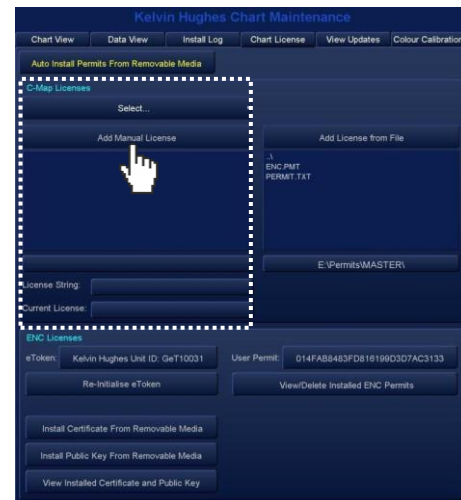 Kelvin Hughes Chart Maintenance
Chart View Data View Install Log Chart License View Updates Colour Calibration
Auto Install Permits From Removable Media
C-Map Licenses
Select...
Add Manual License Add License from File
..\
ENC.PMT
PERMIT.TXT
E:\Permits\MASTER\
License String:
Current License:
ENC Licenses
eToken: Kelvin Hughes Unit ID: GeT10031 User Permit: 014FAB8483FD816199D3D7AC3133
Re-Initialise eToken View/Delete Installed ENC Permits
Install Certificate From Removable Media
Install Public Key From Removable Media
View Installed Certificate and Public Key